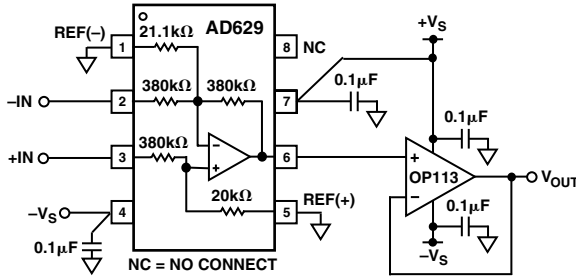 AD629
REF(–)
21.1kΩ
+VS
1
8
NC
380kΩ
380kΩ
0.1µF
–IN
2
7
0.1µF
380kΩ
+IN
3
–
+
6
+
OP113
–
VOUT
20kΩ
REF(+)
–VS
4
5
0.1µF
0.1µF
–VS
NC = NO CONNECT